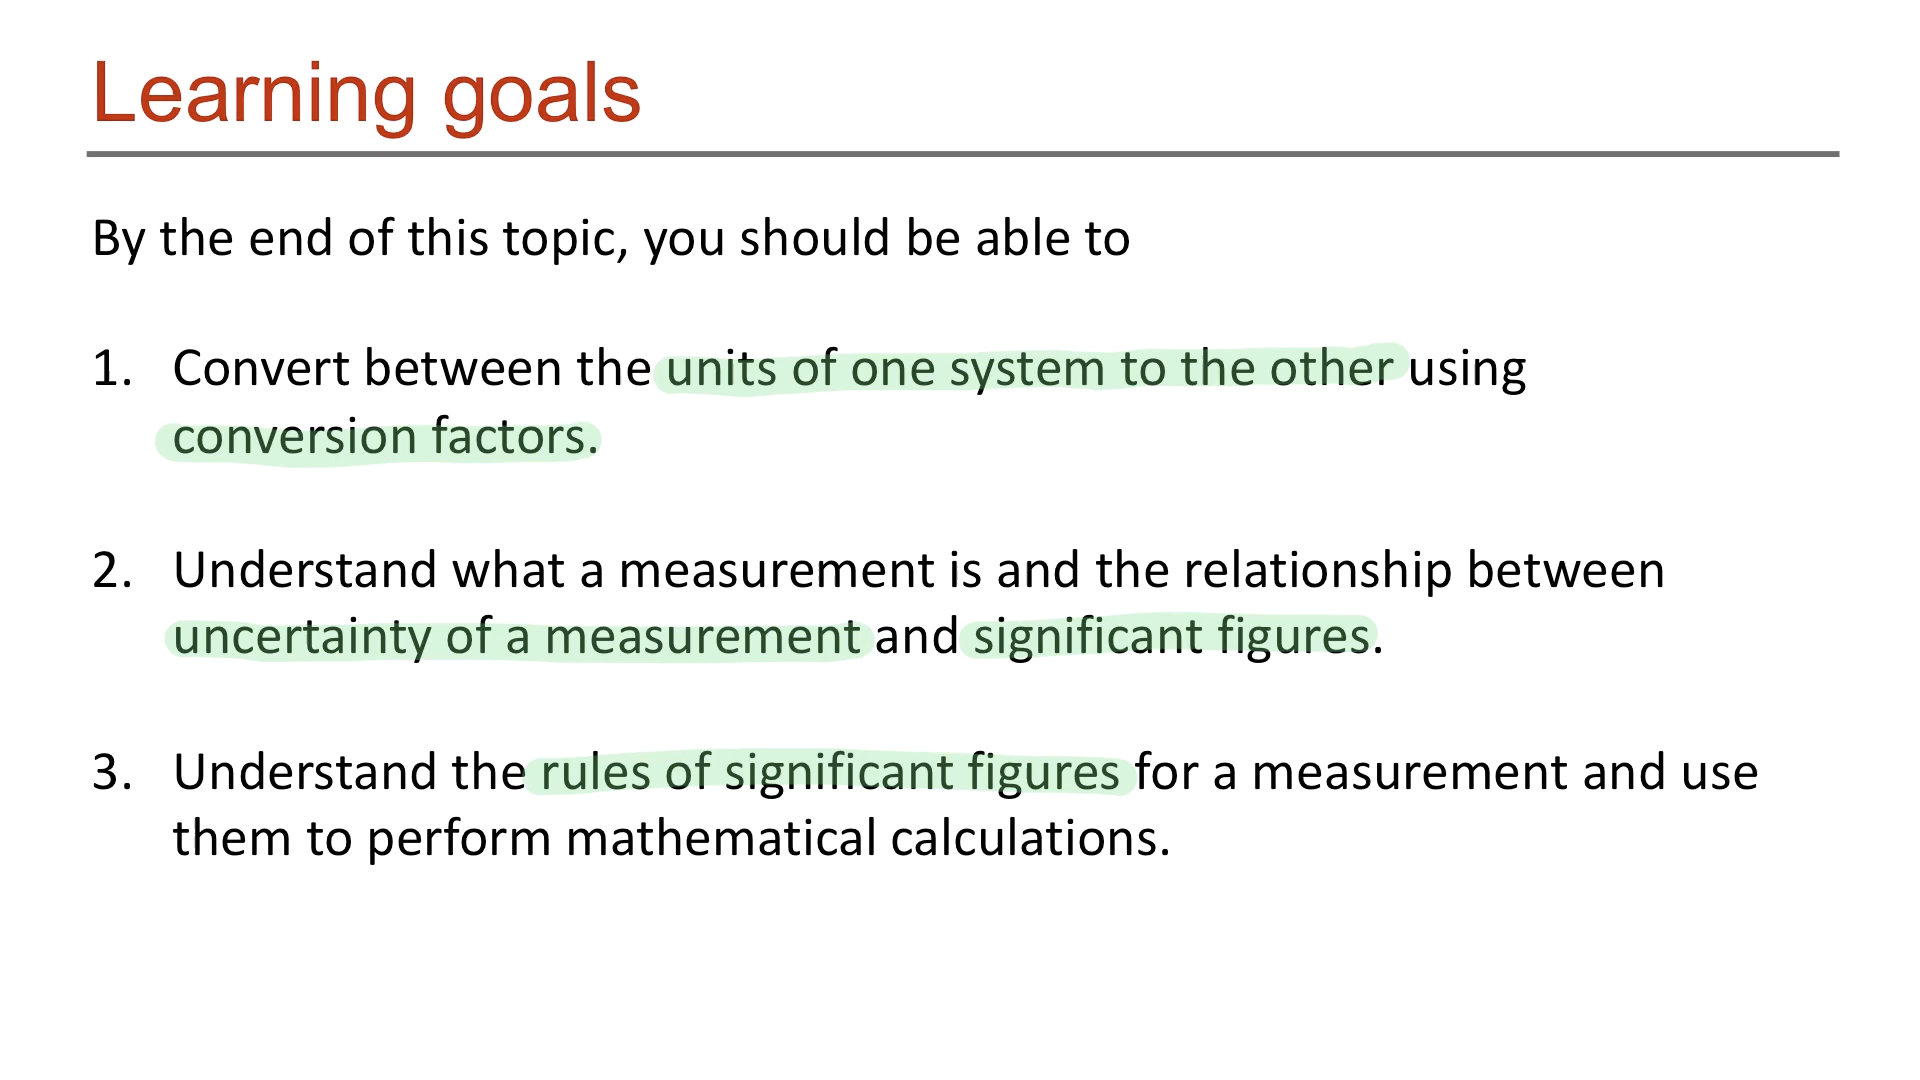 Learning goals
By the end of this topic, you should be able to
1. Convert between the units of one system to the other using
conversion factors.
2. Understand what a measurement is and the relationship between
uncertainty of a measurement and significant figures.
3. Understand the rules of significant figures for a measurement and use
them to perform mathematical calculations.